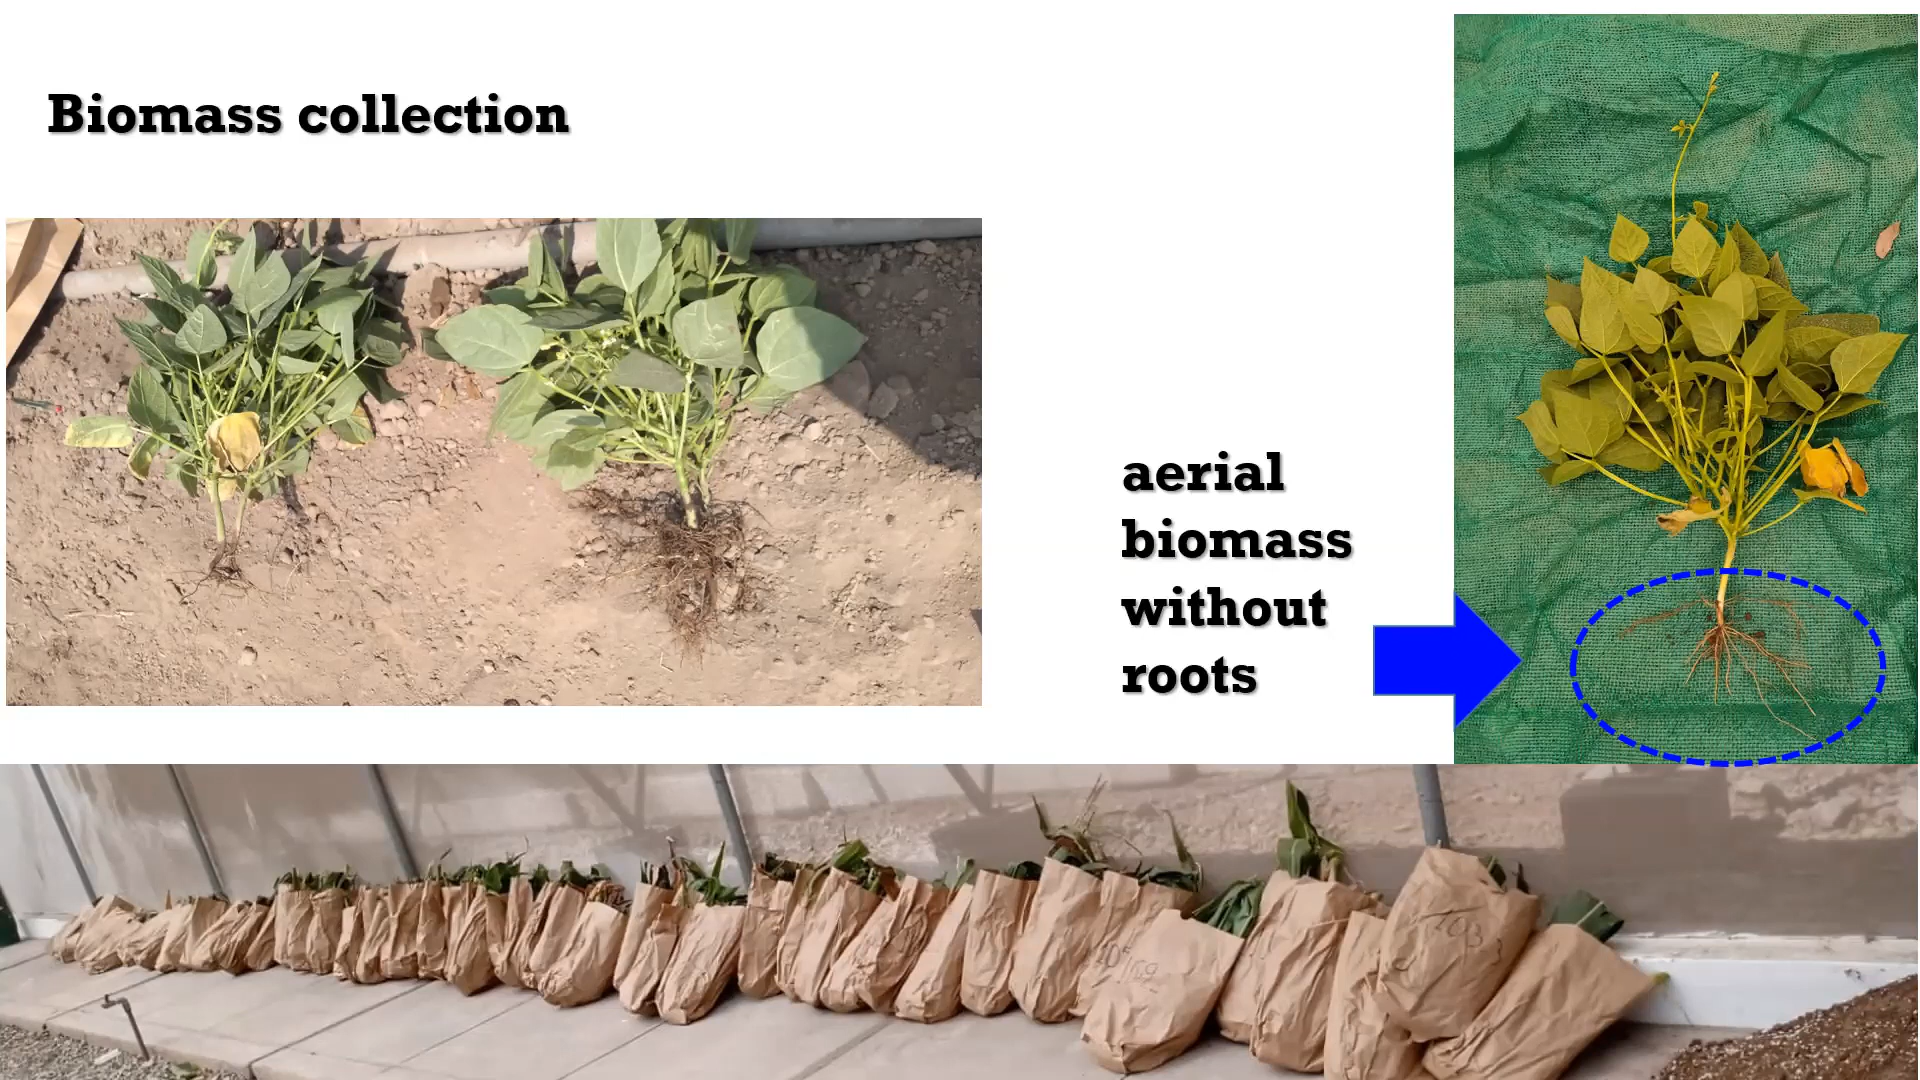 Biomass collection
aerial
biomass
without
roots